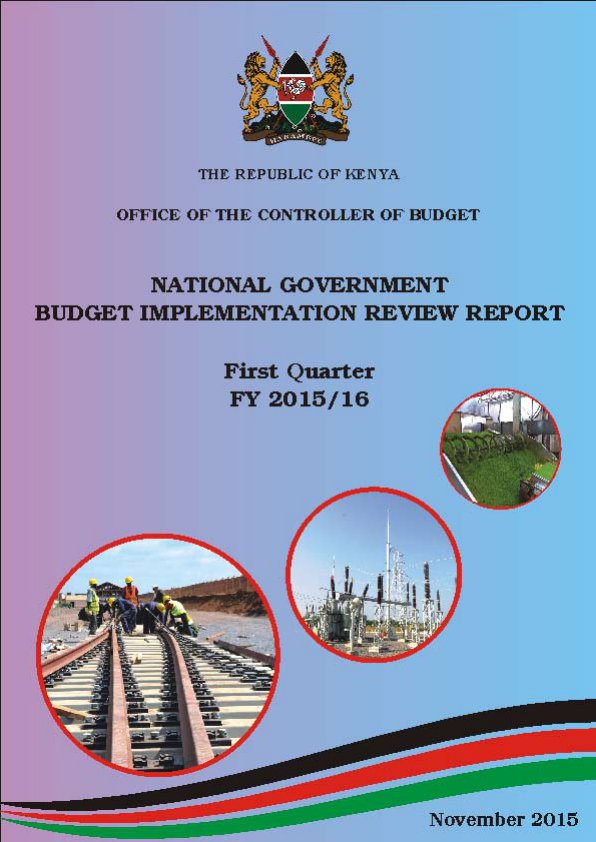 HARAMBEE
THE REPUBLIC OF KENYA
OFFICE OF THE CONTROLLER OF BUDGET
NATIONAL GOVERNMENT
BUDGET IMPLEMENTATION REVIEW REPORT
First Quarter
FY 2015/16
November 2015